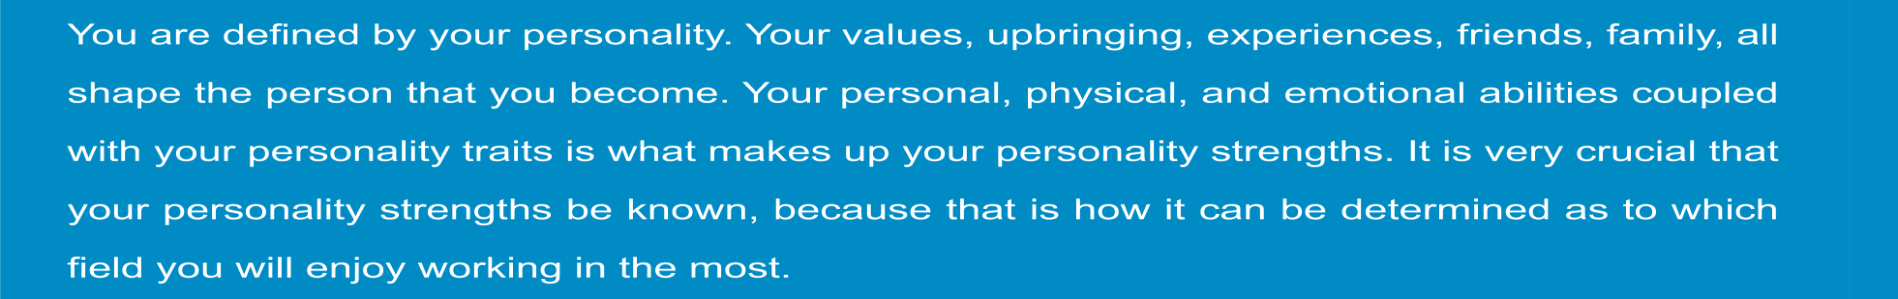 You are defined by your personality. Your values, upbringing, experiences, friends, family, all
shape the person that you become. Your personal, physical, and emotional abilities coupled
with your personality traits is what makes up your personality strengths. It is very crucial that
your personality strengths be known, because that is how it can be determined as to which
field you will enjoy working in the most.